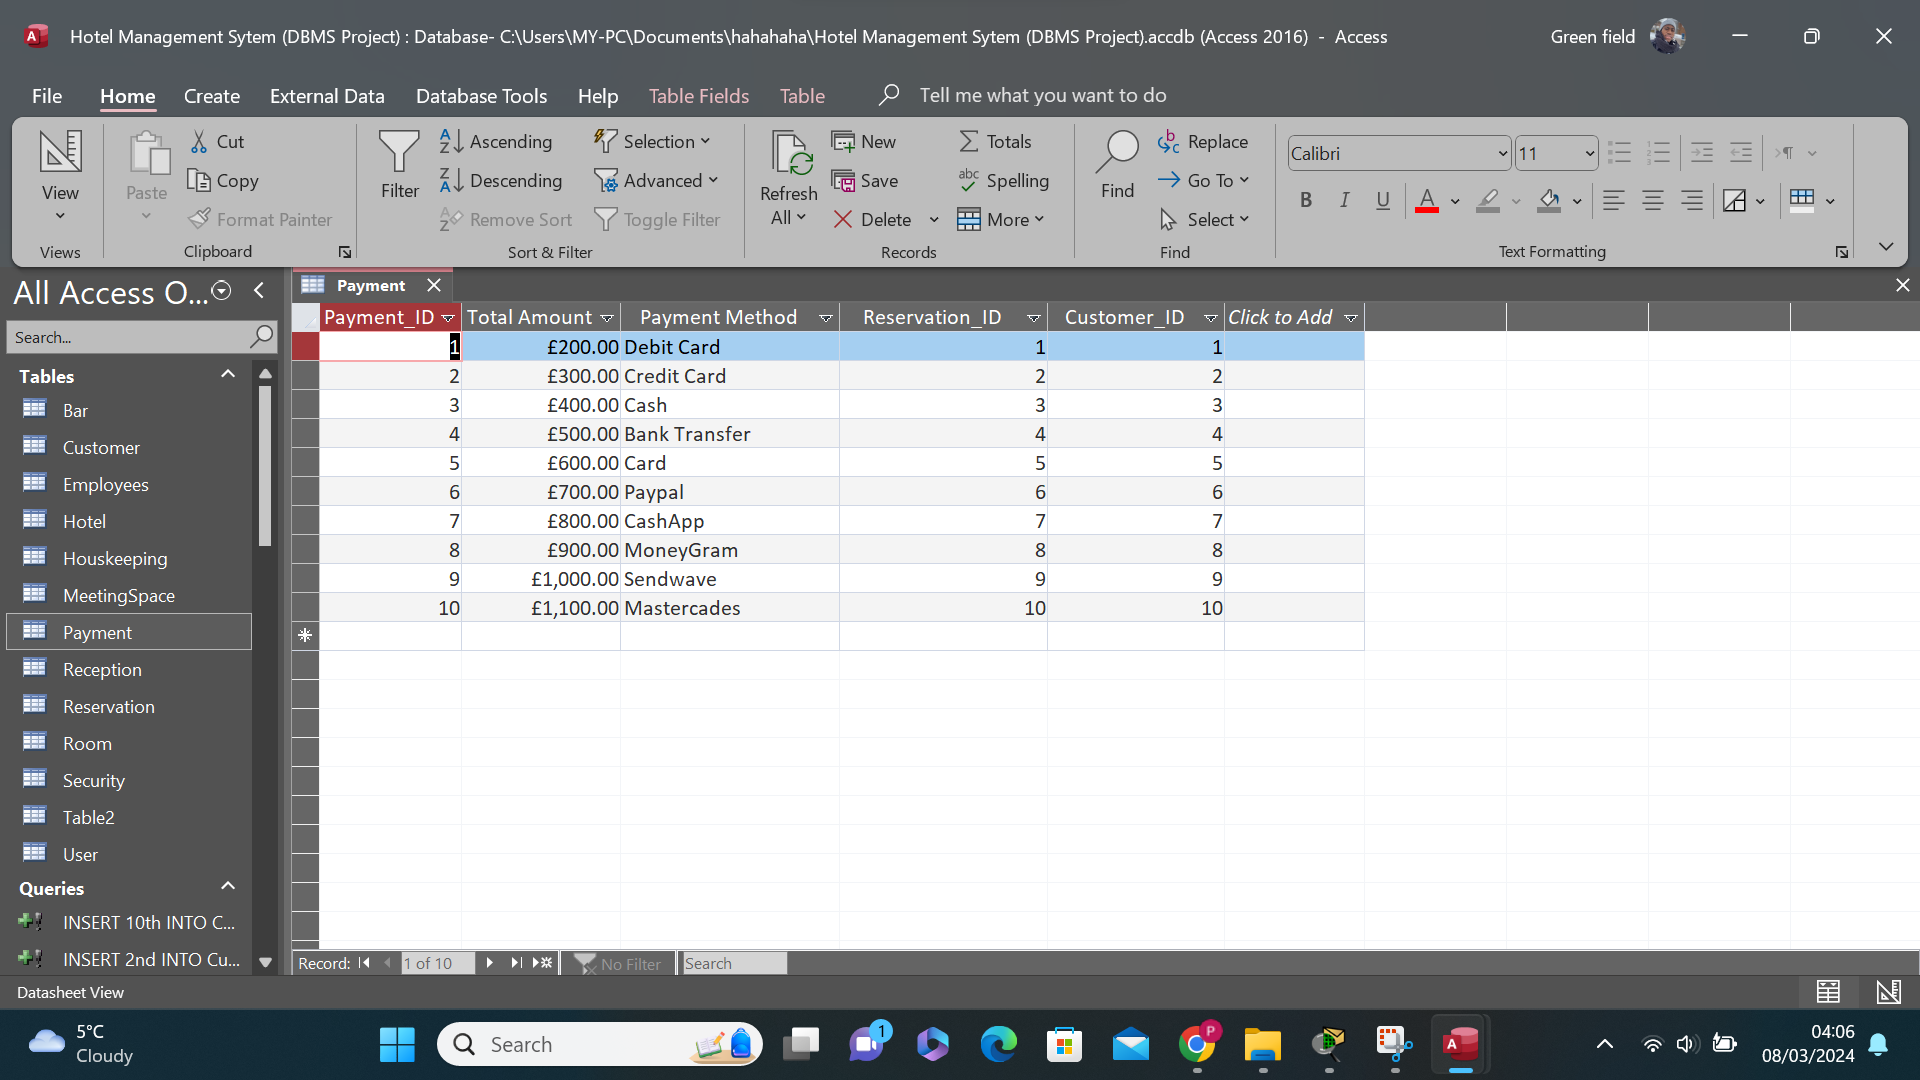 Hotel Management Sytem (DBMS Project) : Database- C:\Users\MY-PC\Documents\hahahaha\Hotel Management Sytem (DBMS Project).accdb (Access 2016) - Access
Green field
File Home Create External Data Database Tools Help Table Fields Table Tell me what you want to do
View
Views
Paste
Cut
Copy
Format Painter
Clipboard
Filter
Ascending
Descending
Remove Sort
Selection
Advanced
Toggle Filter
Sort & Filter
Refresh
All
New
Save
Delete
Totals
Spelling
More
Records
Find
Replace
Go To
Select
Find
Calibri
11
B I U A
Text Formatting
All Access O...
Search...
Tables
Bar
Customer
Employees
Hotel
Houskeeping
MeetingSpace
Payment
Reception
Reservation
Room
Security
Table2
User
Queries
INSERT 10th INTO C...
INSERT 2nd INTO Cu...
Payment
Payment_ID Total Amount Payment Method Reservation_ID Customer_ID Click to Add
1 £200.00 Debit Card 1 1
2 £300.00 Credit Card 2 2
3 £400.00 Cash 3 3
4 £500.00 Bank Transfer 4 4
5 £600.00 Card 5 5
6 £700.00 Paypal 6 6
7 £800.00 CashApp 7 7
8 £900.00 MoneyGram 8 8
9 £1,000.00 Sendwave 9 9
10 £1,100.00 Mastercades 10 10
Record: 1 of 10 No Filter Search
Datasheet View
5°C
Cloudy
Search
1
P
A
04:06
08/03/2024